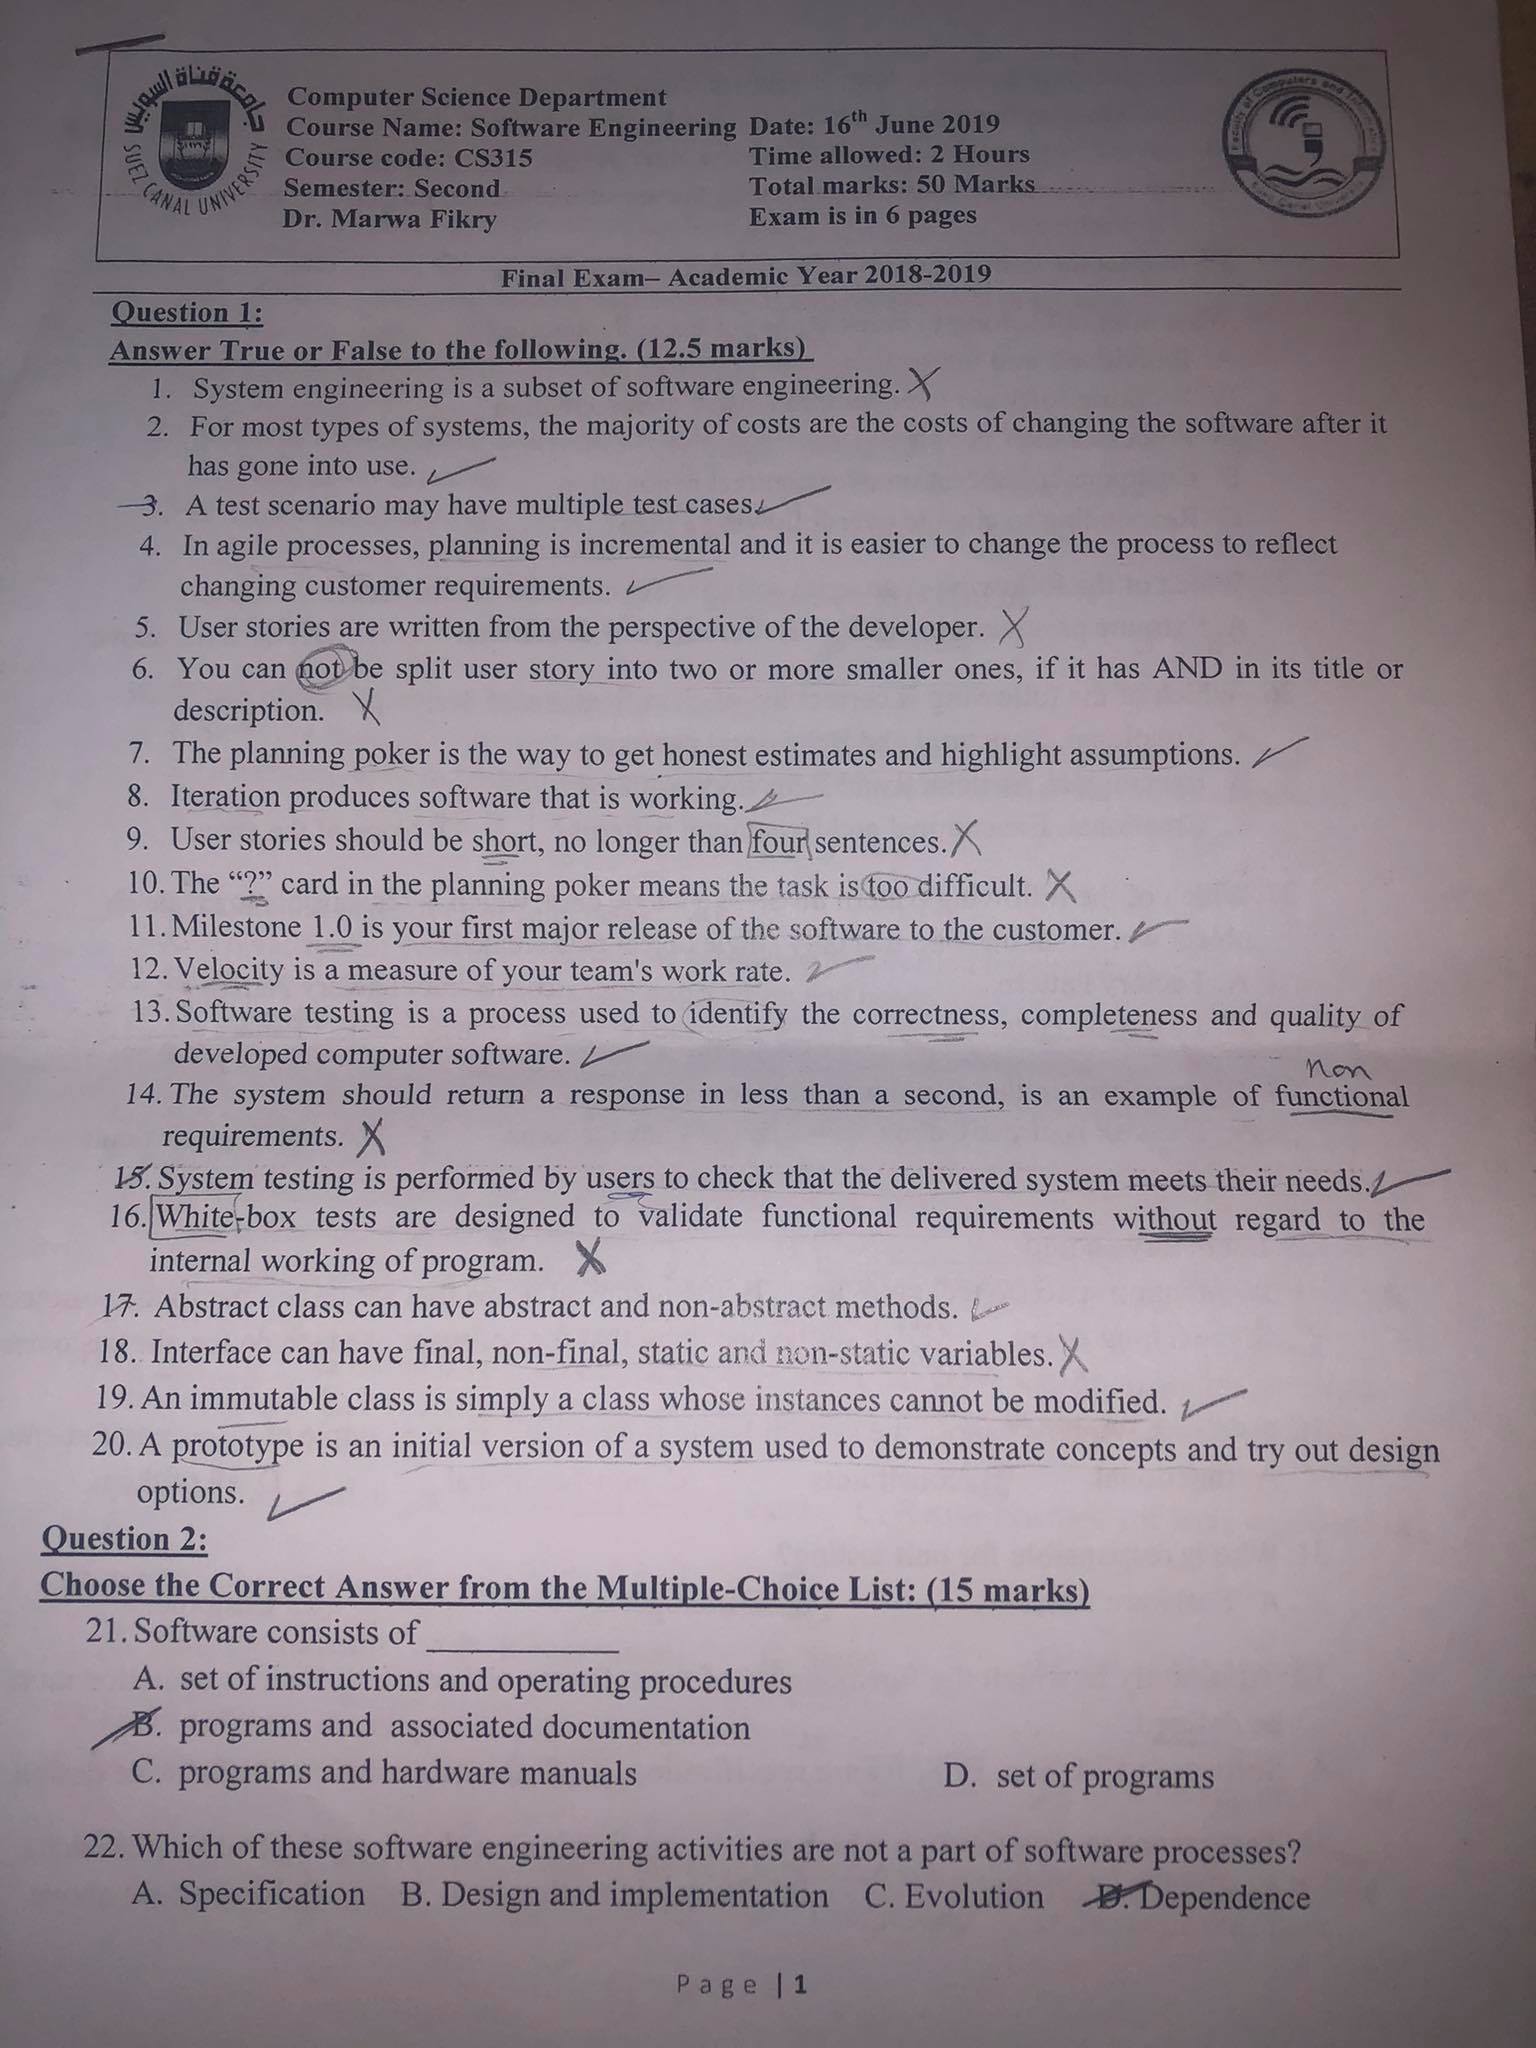 جامعة قناة السويس
SUEZ CANAL UNIVERSITY
Computer Science Department
Course Name: Software Engineering Date: 16th June 2019
Course code: CS315 Time allowed: 2 Hours
Semester: Second Total marks: 50 Marks
Dr. Marwa Fikry Exam is in 6 pages
Faculty of Computers and Informatics
Suez Canal University
Final Exam– Academic Year 2018-2019
Question 1:
Answer True or False to the following. (12.5 marks)
1. System engineering is a subset of software engineering. X
2. For most types of systems, the majority of costs are the costs of changing the software after it
has gone into use. ✓
3. A test scenario may have multiple test cases. ✓
4. In agile processes, planning is incremental and it is easier to change the process to reflect
changing customer requirements. ✓
5. User stories are written from the perspective of the developer. X
6. You can not be split user story into two or more smaller ones, if it has AND in its title or
description. X
7. The planning poker is the way to get honest estimates and highlight assumptions. ✓
8. Iteration produces software that is working. ✓
9. User stories should be short, no longer than four sentences. X
10. The “?” card in the planning poker means the task is too difficult. X
11. Milestone 1.0 is your first major release of the software to the customer. ✓
12. Velocity is a measure of your team's work rate. ✓
13. Software testing is a process used to identify the correctness, completeness and quality of
developed computer software. ✓
non
14. The system should return a response in less than a second, is an example of functional
requirements. X
15. System testing is performed by users to check that the delivered system meets their needs. ✓
16. White-box tests are designed to validate functional requirements without regard to the
internal working of program. X
17. Abstract class can have abstract and non-abstract methods. ✓
18. Interface can have final, non-final, static and non-static variables. X
19. An immutable class is simply a class whose instances cannot be modified. ✓
20. A prototype is an initial version of a system used to demonstrate concepts and try out design
options. ✓
Question 2:
Choose the Correct Answer from the Multiple-Choice List: (15 marks)
21. Software consists of ___________
A. set of instructions and operating procedures
B. programs and associated documentation
C. programs and hardware manuals D. set of programs
22. Which of these software engineering activities are not a part of software processes?
A. Specification B. Design and implementation C. Evolution D. Dependence
Page | 1